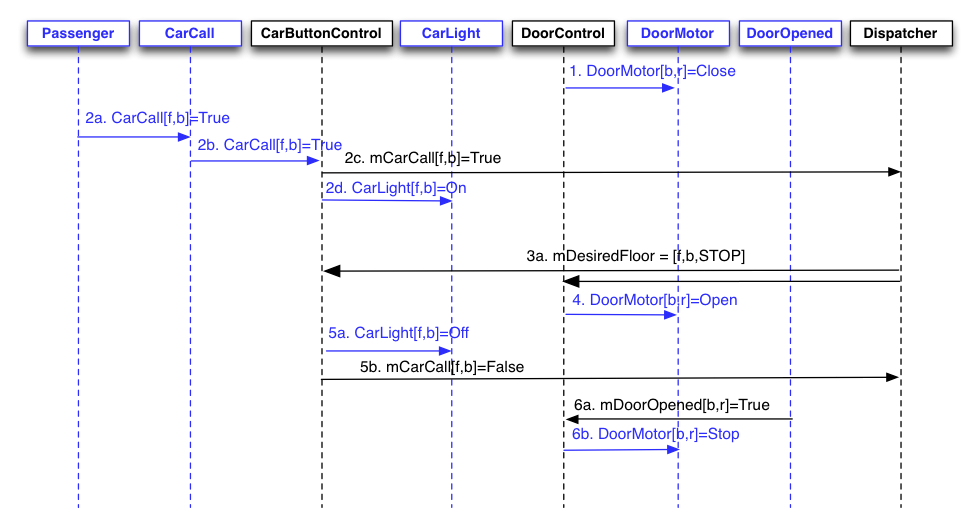 Passenger
CarCall
CarButtonControl
CarLight
DoorControl
DoorMotor
DoorOpened
Dispatcher
1. DoorMotor[b,r]=Close
2a. CarCall[f,b]=True
2b. CarCall[f,b]=True
2c. mCarCall[f,b]=True
2d. CarLight[f,b]=On
3a. mDesiredFloor = [f,b,STOP]
4. DoorMotor[b,r]=Open
5a. CarLight[f,b]=Off
5b. mCarCall[f,b]=False
6a. mDoorOpened[b,r]=True
6b. DoorMotor[b,r]=Stop